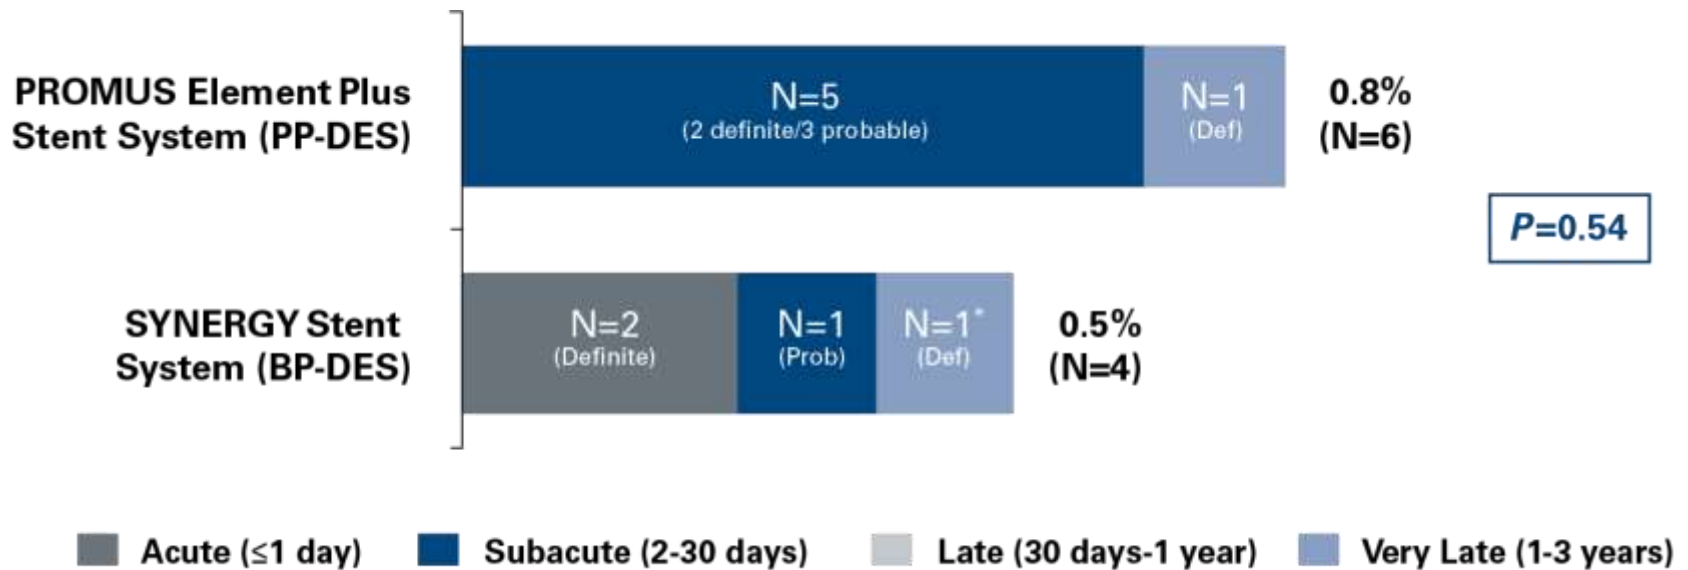 PROMUS Element Plus
Stent System (PP-DES)
N=5
(2 definite/3 probable)
N=1
(Def)
0.8%
(N=6)
P=0.54
SYNERGY Stent
System (BP-DES)
N=2
(Definite)
N=1
(Prob)
N=1*
(Def)
0.5%
(N=4)
Acute (≤1 day)
Subacute (2-30 days)
Late (30 days-1 year)
Very Late (1-3 years)